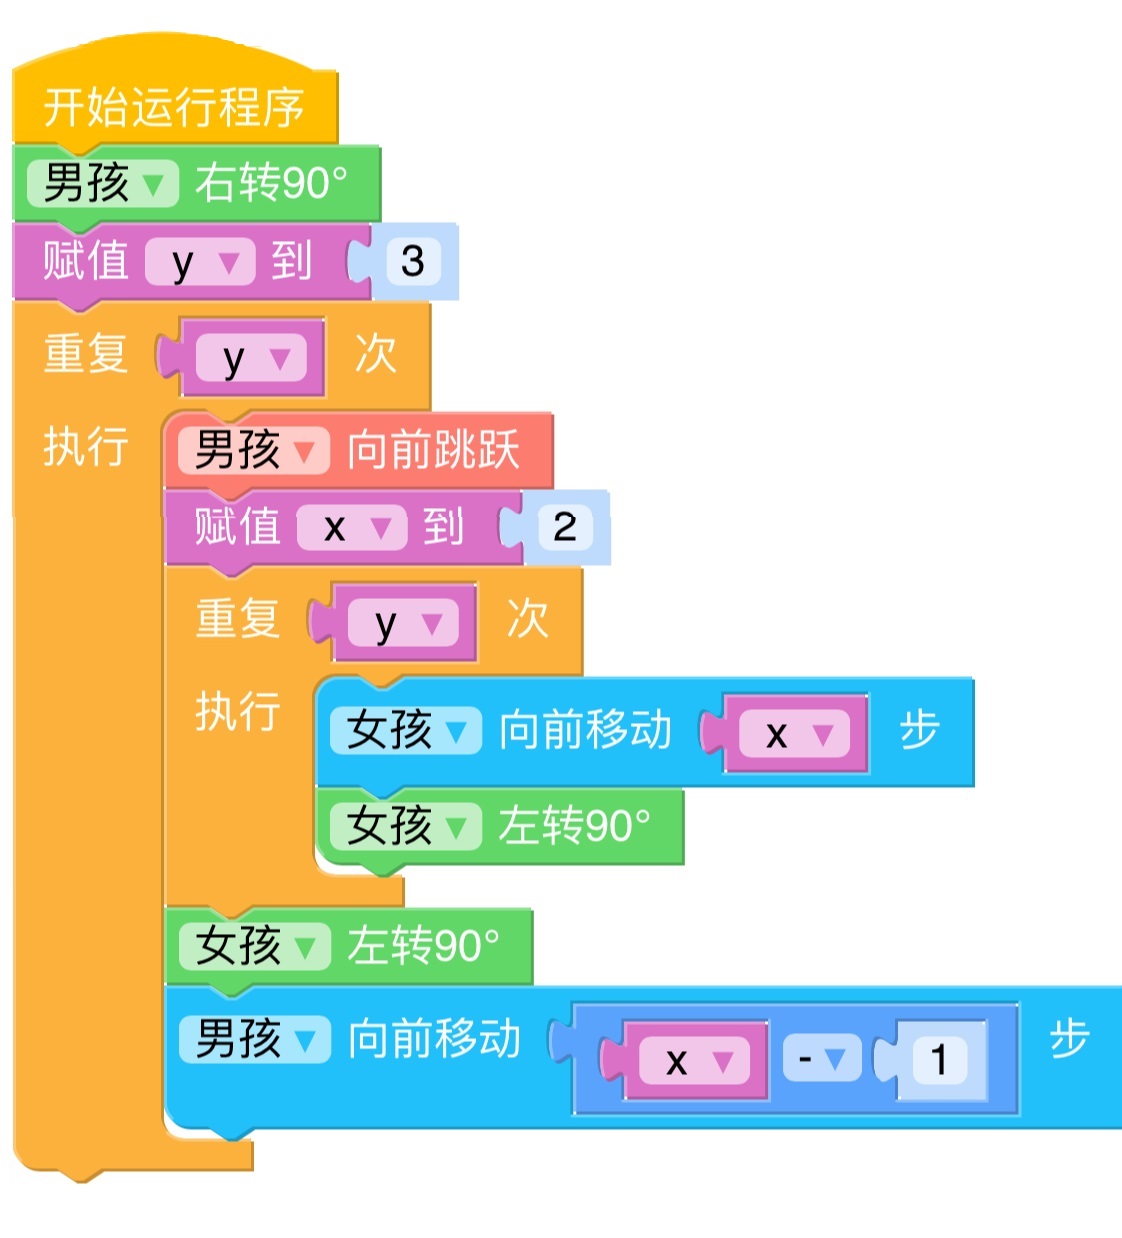 开始运行程序
男孩 右转90°
赋值 y 到 3
重复 y 次
执行 男孩 向前跳跃
赋值 x 到 2
重复 y 次
执行 女孩 向前移动 x 步
女孩 左转90°
女孩 左转90°
男孩 向前移动 x - 1 步